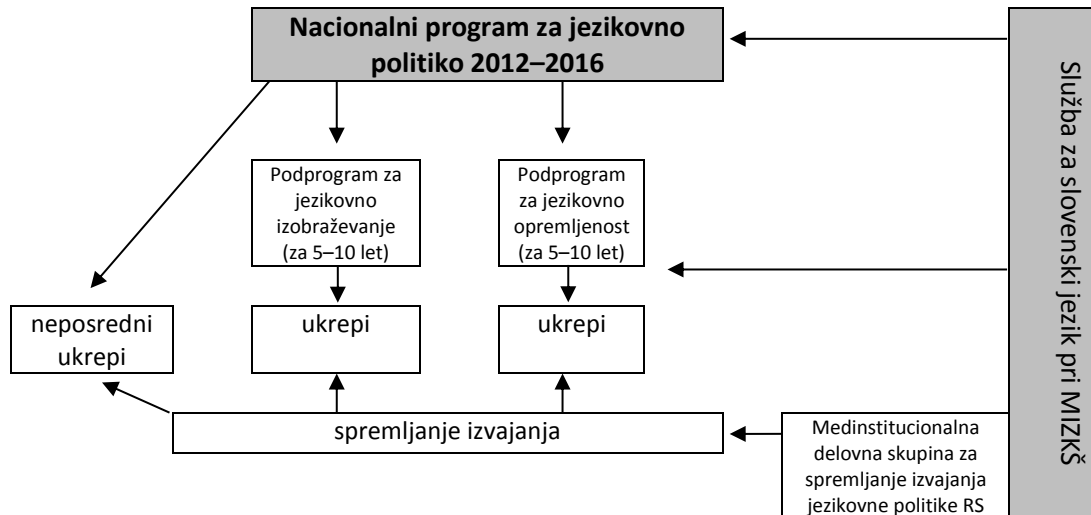 Nacionalni program za jezikovno
politiko 2012–2016
Služba za slovenski jezik pri MIZKŠ
Podprogram za
jezikovno
izobraževanje
(za 5–10 let)
Podprogram
za jezikovno
opremljenost
(za 5–10 let)
neposredni
ukrepi
ukrepi
ukrepi
spremljanje izvajanja
Medinstitucionalna
delovna skupina za
spremljanje izvajanja
jezikovne politike RS